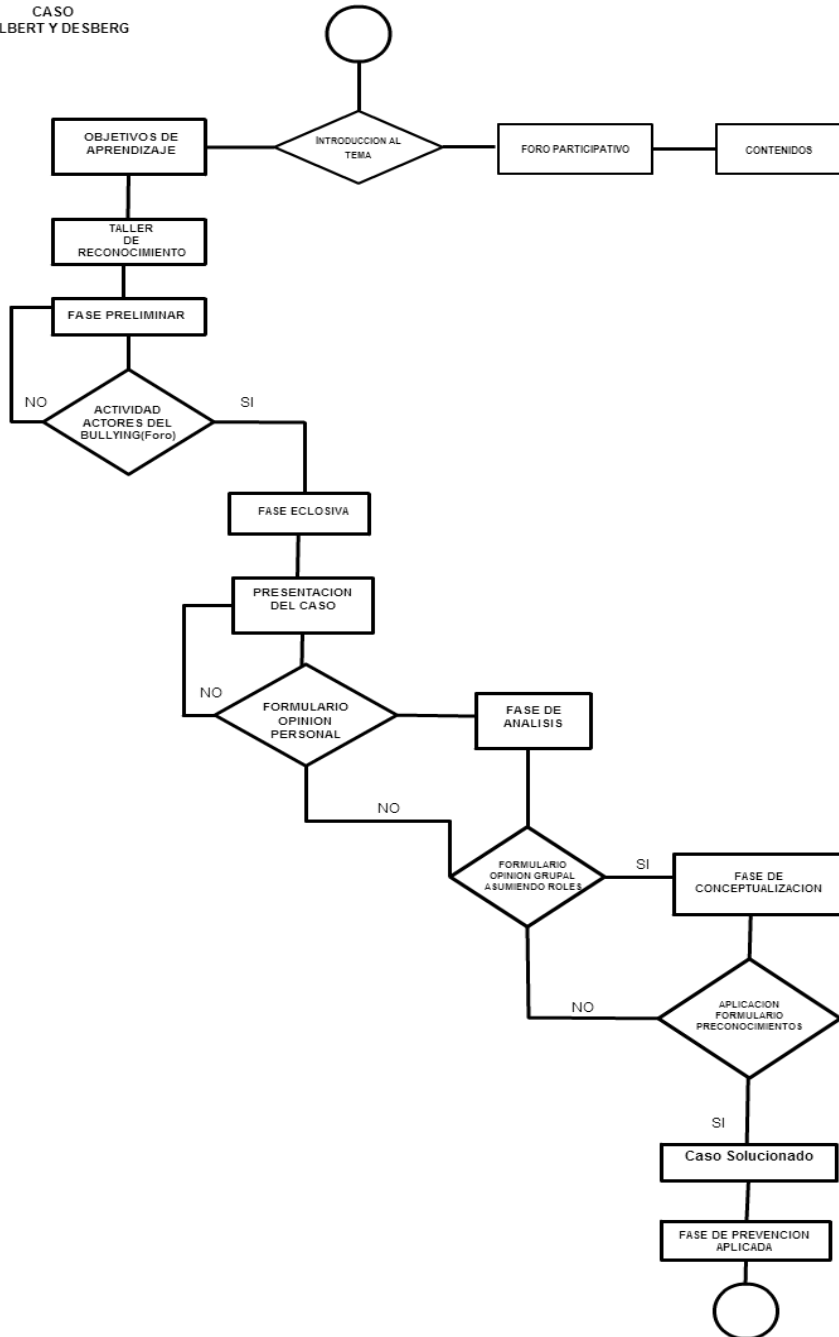 CASO
LBERT Y DESBERG
OBJETIVOS DE
APRENDIZAJE
INTRODUCCION AL
TEMA
FORO PARTICIPATIVO
CONTENIDOS
TALLER
DE
RECONOCIMIENTO
FASE PRELIMINAR
NO
SI
ACTIVIDAD
ACTORES DEL
BULLYING(Foro)
FASE ECLOSIVA
PRESENTACION
DEL CASO
NO
FORMULARIO
OPINION
PERSONAL
FASE DE
ANALISIS
NO
FORMULARIO
OPINION GRUPAL
ASUMIENDO ROLES
SI
FASE DE
CONCEPTUALIZACION
NO
APLICACION
FORMULARIO
PRECONOCIMIENTOS
SI
Caso Solucionado
FASE DE PREVENCION
APLICADA